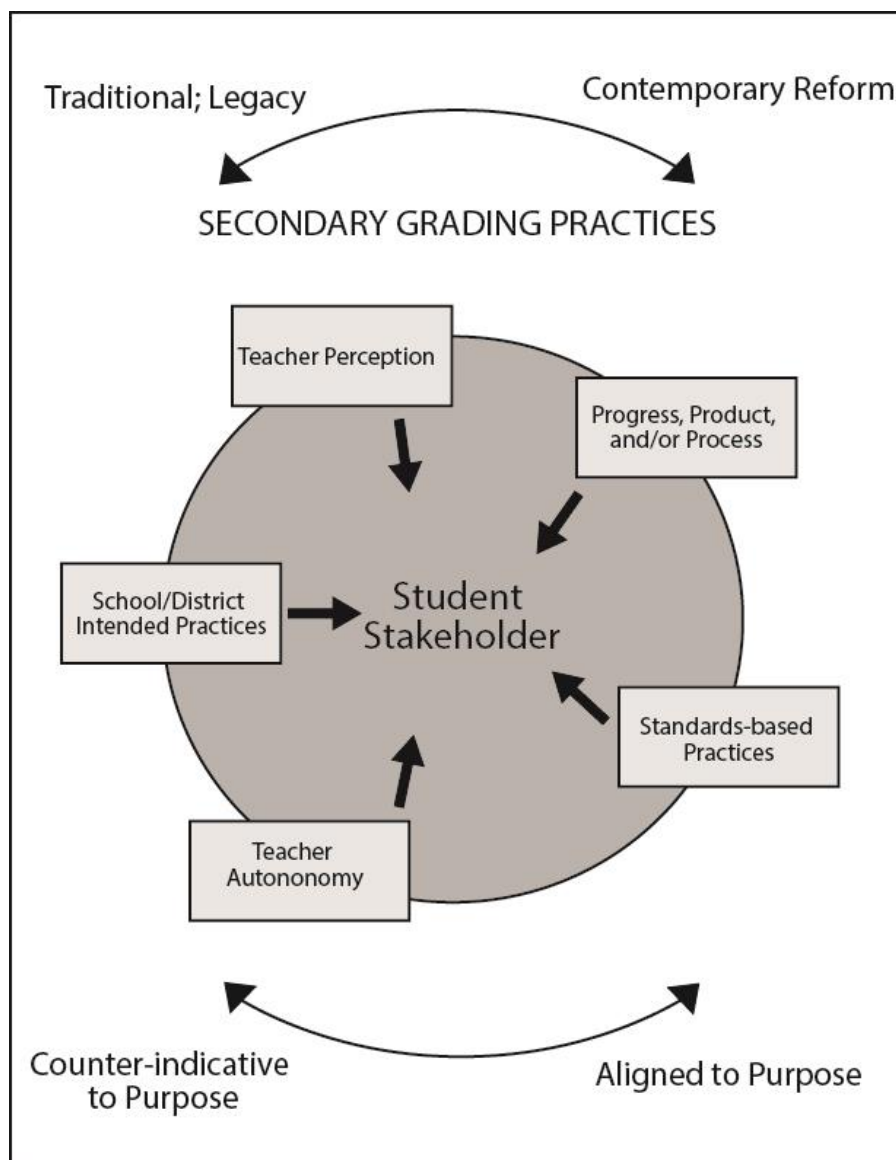 Traditional; Legacy
Contemporary Reform
SECONDARY GRADING PRACTICES
Teacher Perception
Progress, Product,
and/or Process
School/District
Intended Practices
Student
Stakeholder
Standards-based
Practices
Teacher
Autononomy
Counter-indicative
to Purpose
Aligned to Purpose